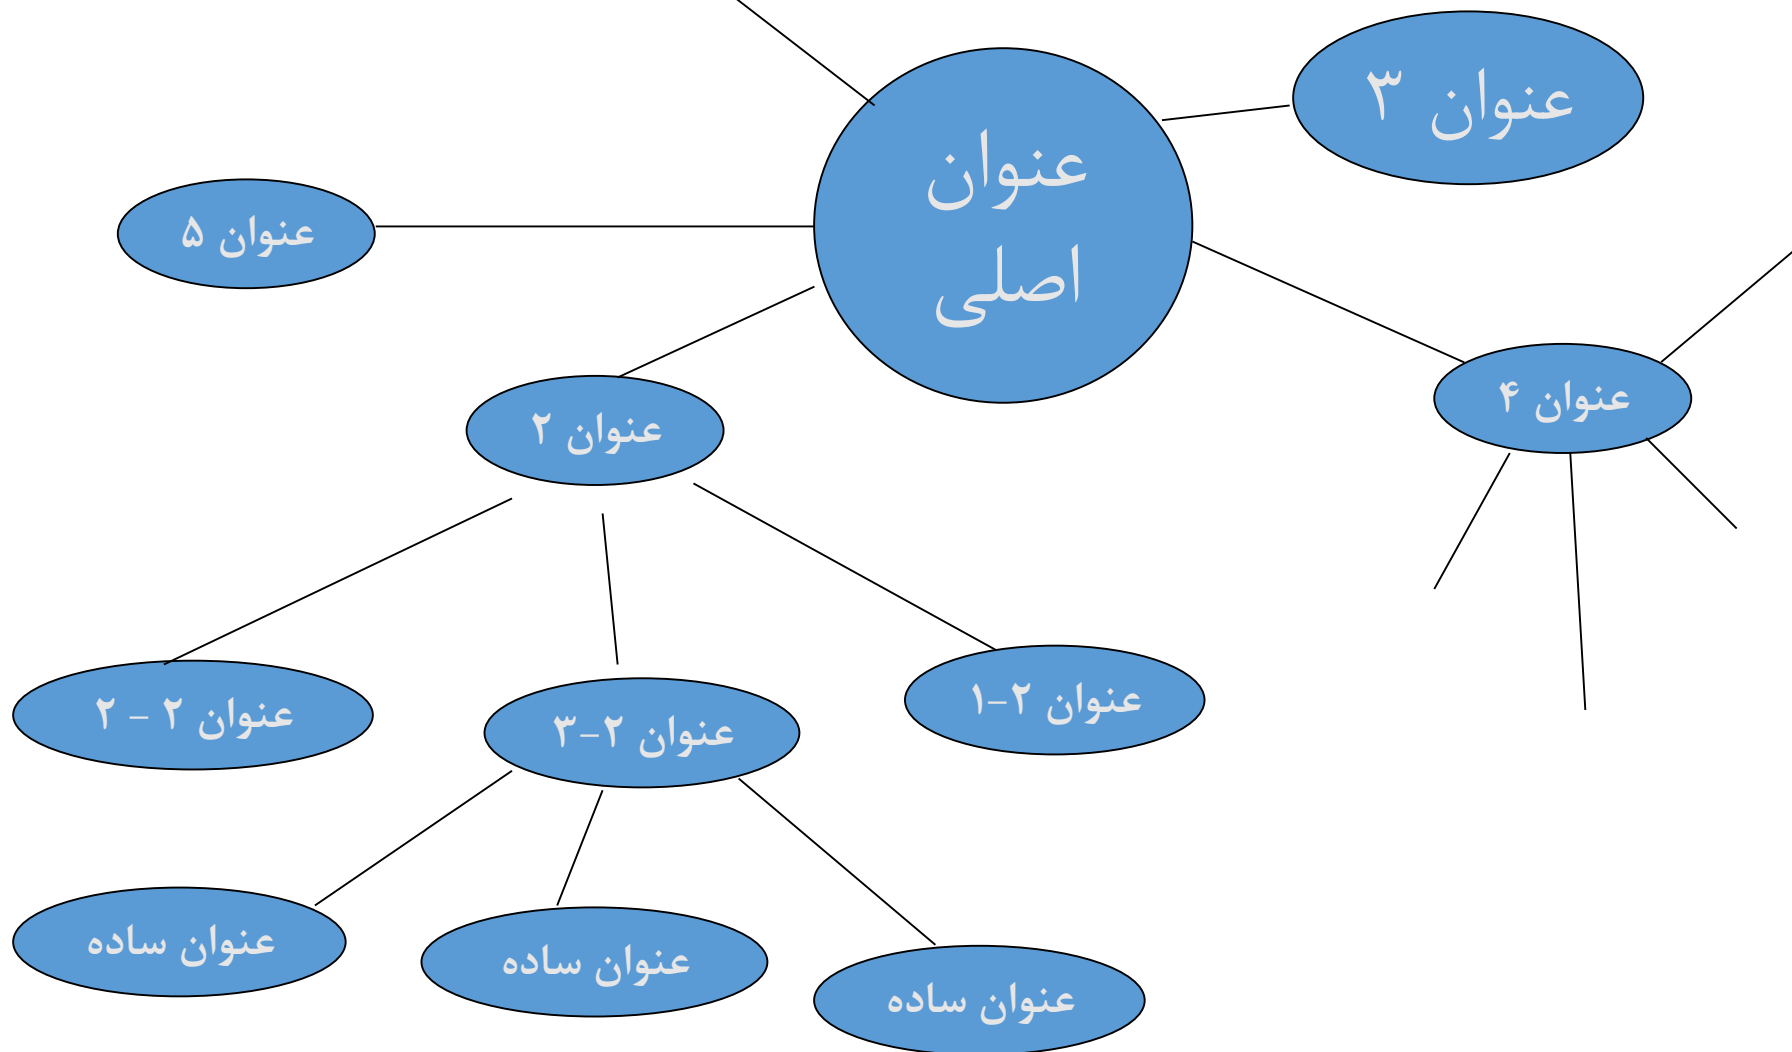 عنوان ۳
عنوان
اصلی
عنوان ۵
عنوان ۴
عنوان ۲
عنوان ۲-۱
عنوان ۲-۳
عنوان ۲ - ۲
عنوان ساده
عنوان ساده
عنوان ساده